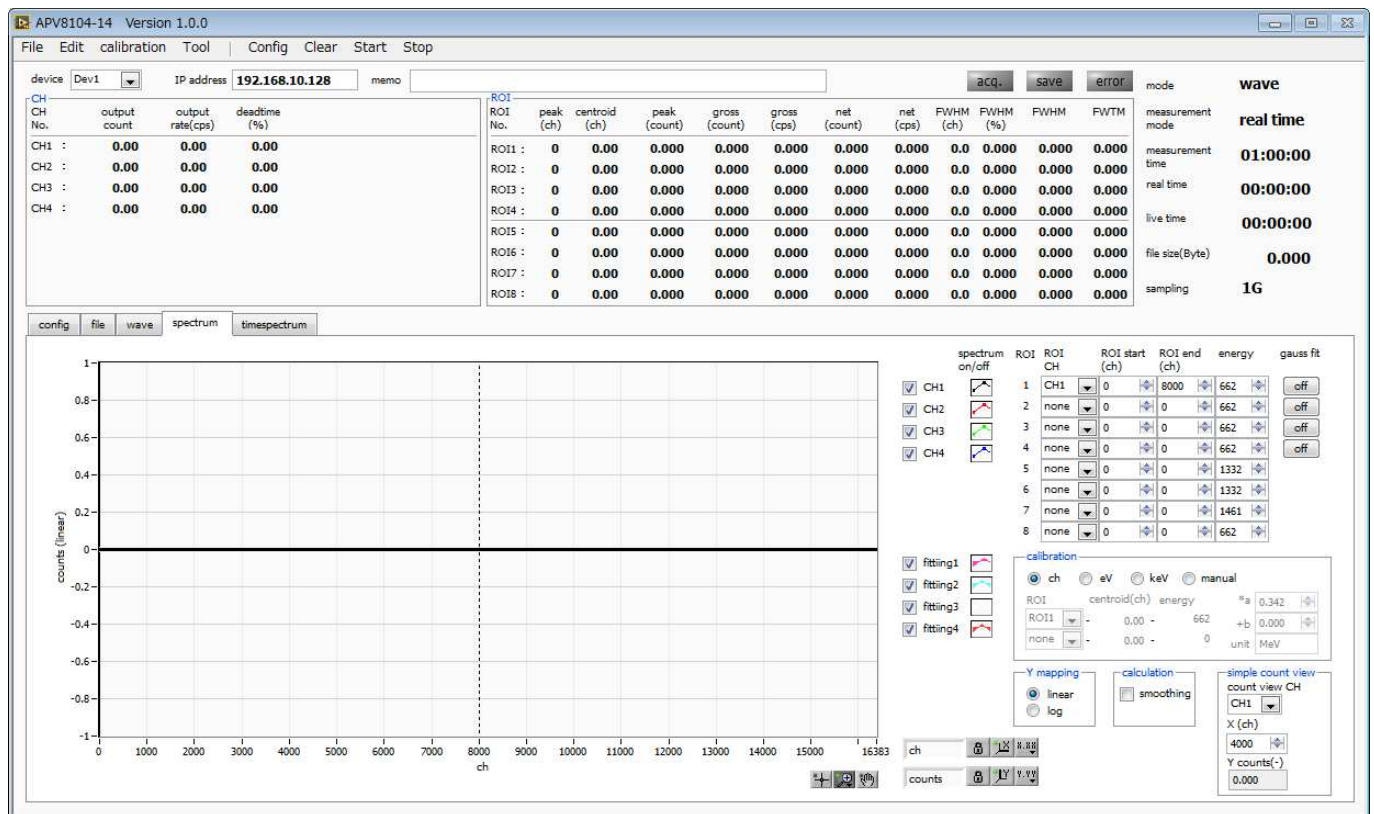 APV8104-14 Version 1.0.0
File Edit calibration Tool | Config Clear Start Stop
device Dev1 IP address 192.168.10.128 memo acq. save error mode wave
CH
CH No. output count output rate(cps) deadtime (%)
CH1 : 0.00 0.00 0.00
CH2 : 0.00 0.00 0.00
CH3 : 0.00 0.00 0.00
CH4 : 0.00 0.00 0.00
ROI
ROI No. peak (ch) centroid (ch) peak (count) gross (count) gross (cps) net (count) net (cps) FWHM (ch) FWHM (%) FWHM FWTM
ROI1 : 0 0.00 0.000 0.000 0.000 0.000 0.000 0.0 0.000 0.000 0.000
ROI2 : 0 0.00 0.000 0.000 0.000 0.000 0.000 0.0 0.000 0.000 0.000
ROI3 : 0 0.00 0.000 0.000 0.000 0.000 0.000 0.0 0.000 0.000 0.000
ROI4 : 0 0.00 0.000 0.000 0.000 0.000 0.000 0.0 0.000 0.000 0.000
ROI5 : 0 0.00 0.000 0.000 0.000 0.000 0.000 0.0 0.000 0.000 0.000
ROI6 : 0 0.00 0.000 0.000 0.000 0.000 0.000 0.0 0.000 0.000 0.000
ROI7 : 0 0.00 0.000 0.000 0.000 0.000 0.000 0.0 0.000 0.000 0.000
ROI8 : 0 0.00 0.000 0.000 0.000 0.000 0.000 0.0 0.000 0.000 0.000
measurement mode real time
measurement time 01:00:00
real time 00:00:00
live time 00:00:00
file size(Byte) 0.000
sampling 1G
config file wave spectrum timespectrum
counts (linear)
1
0.8
0.6
0.4
0.2
0
-0.2
-0.4
-0.6
-0.8
-1
0 1000 2000 3000 4000 5000 6000 7000 8000 9000 10000 11000 12000 13000 14000 15000 16383
ch
spectrum on/off
CH1
CH2
CH3
CH4
ROI ROI CH ROI start (ch) ROI end (ch) energy gauss fit
1 CH1 0 8000 662 off
2 none 0 0 662 off
3 none 0 0 662 off
4 none 0 0 662 off
5 none 0 0 1332
6 none 0 0 1332
7 none 0 0 1461
8 none 0 0 662
fittiing1
fittiing2
fittiing3
fittiing4
calibration
ch eV keV manual
ROI centroid(ch) energy *a 0.342
ROI1 - 0.00 - 662 +b 0.000
none - 0.00 - 0 unit MeV
Y mapping
linear
log
calculation
smoothing
simple count view
count view CH
CH1
X (ch)
4000
Y counts(-)
0.000
ch X X.XX
counts Y Y.YY